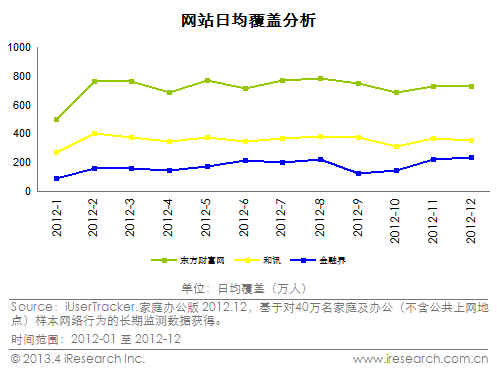 网站日均覆盖分析
1000
800
600
400
200
0
2012-1
2012-2
2012-3
2012-4
2012-5
2012-6
2012-7
2012-8
2012-9
2012-10
2012-11
2012-12
东方财富网 和讯 金融界
单位：日均覆盖（万人）
Source：iUserTracker.家庭办公版 2012.12，基于对40万名家庭及办公（不含公共上网地
点）样本网络行为的长期监测数据获得。
时间范围：2012-01 至 2012-12
©2013.4 iResearch Inc. www.iresearch.com.cn